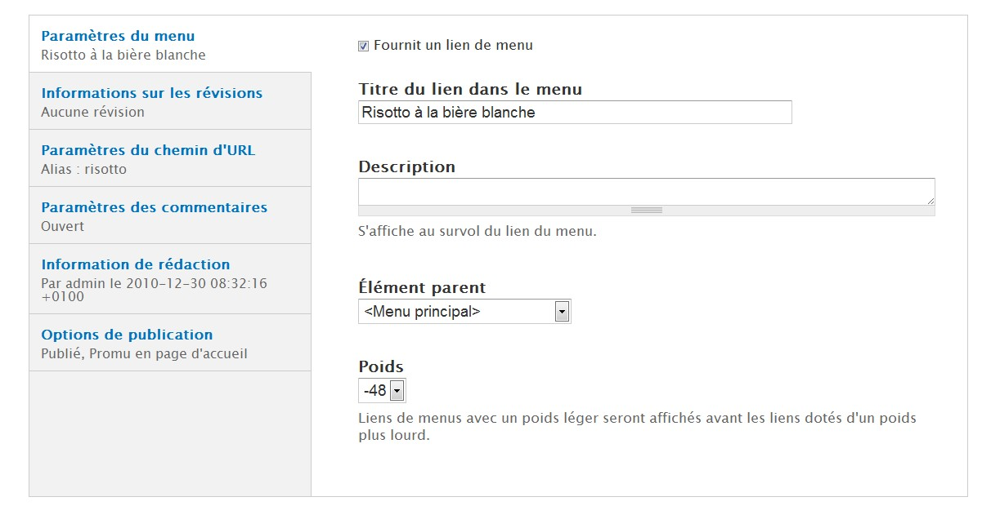 Paramètres du menu
Risotto à la bière blanche
Informations sur les révisions
Aucune révision
Paramètres du chemin d'URL
Alias : risotto
Paramètres des commentaires
Ouvert
Information de rédaction
Par admin le 2010-12-30 08:32:16
+0100
Options de publication
Publié, Promu en page d'accueil
Fournit un lien de menu
Titre du lien dans le menu
Risotto à la bière blanche
Description
S'affiche au survol du lien du menu.
Élément parent
<Menu principal>
Poids
-48
Liens de menus avec un poids léger seront affichés avant les liens dotés d'un poids
plus lourd.